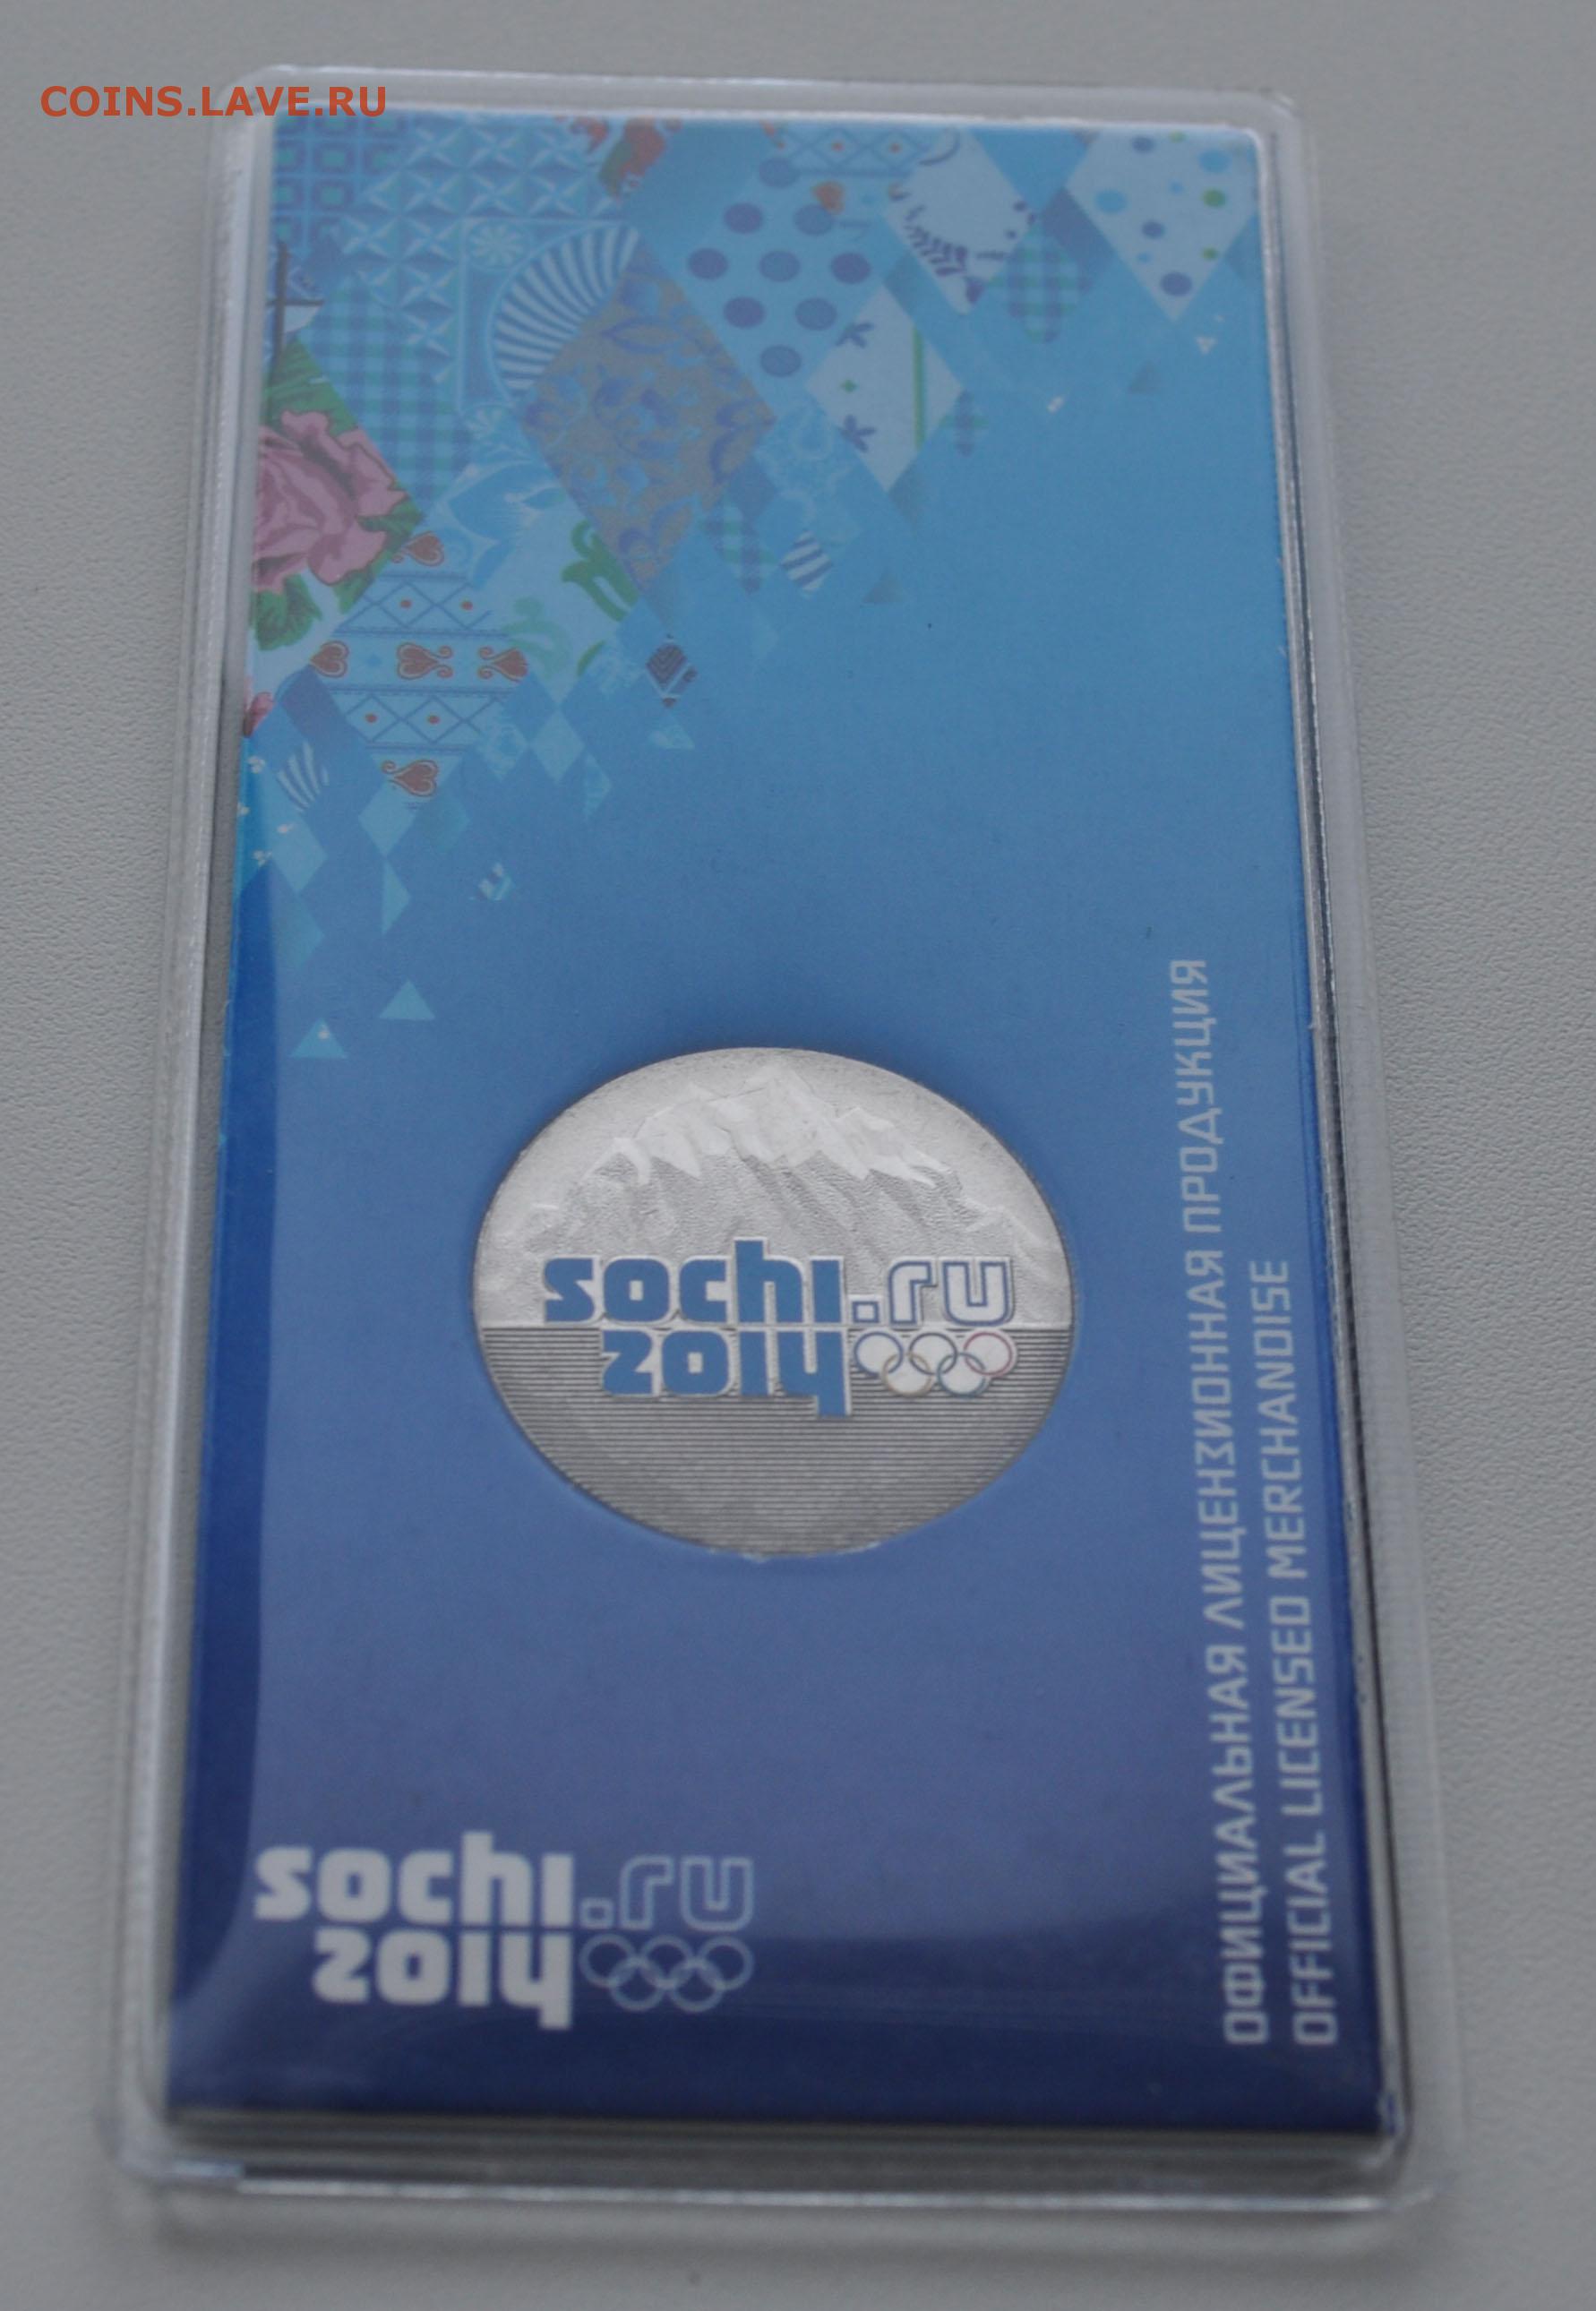 COINS.LAVE.RU
sochi.ru
2014
ОФИЦИАЛЬНАЯ ЛИЦЕНЗИОННАЯ ПРОДУКЦИЯ
OFFICIAL LICENSED MERCHANDISE
sochi.ru
2014